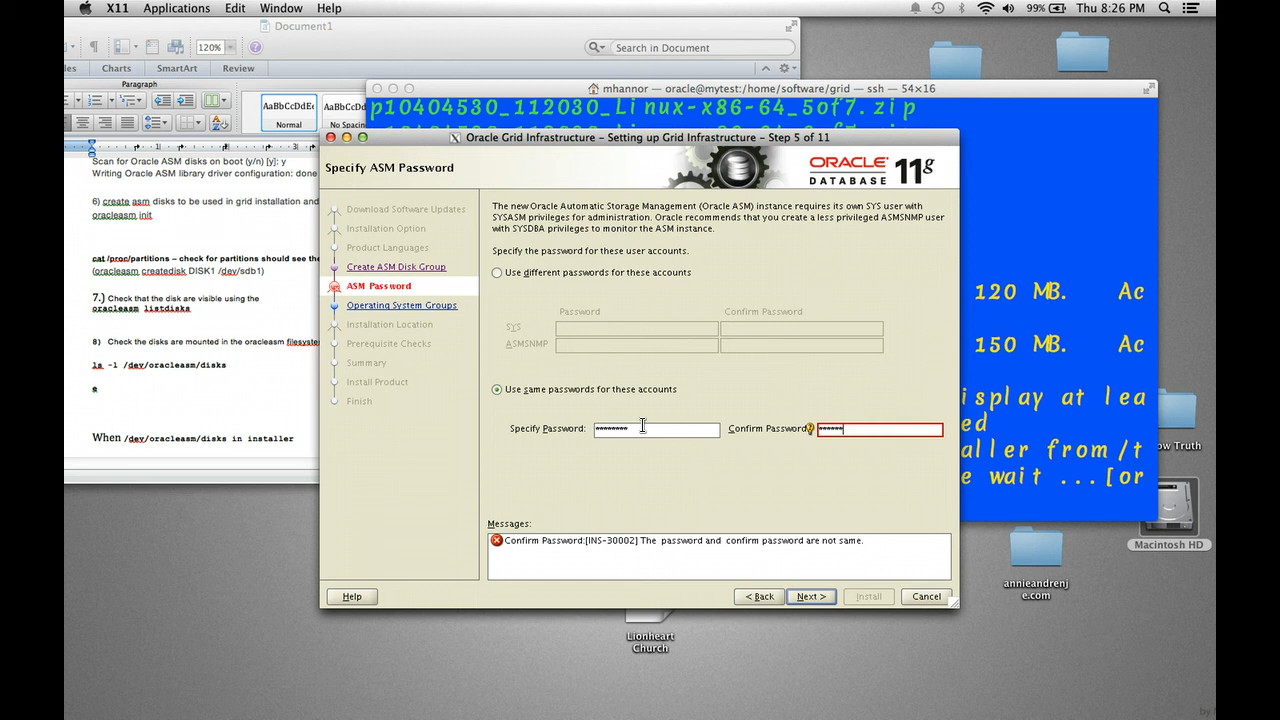 X11 Applications Edit Window Help
99% Thu 8:26 PM
Document1
120%
Search in Document
Charts SmartArt Review
Paragraph
AaBbCcDdEe
Normal
No Spacin
Scan for Oracle ASM disks on boot (y/n) [y]: y
Writing Oracle ASM library driver configuration: done
6) create asm disks to be used in grid installation and
oracleasm init
cat /proc/partitions – check for partitions should see the
(oracleasm createdisk DISK1 /dev/sdb1)
7.) Check that the disk are visible using the
oracleasm listdisks
8) Check the disks are mounted in the oracleasm filesystem
ls -l /dev/oracleasm/disks
e
When /dev/oracleasm/disks in installer
mhannor — oracle@mytest:/home/software/grid — ssh — 54×16
p10404530_112030_Linux-x86-64_5of7.zip
120 MB. Ac
150 MB. Ac
isplay at lea
ed
aller from /t
e wait ...[or
Oracle Grid Infrastructure – Setting up Grid Infrastructure – Step 5 of 11
Specify ASM Password
ORACLE
DATABASE 11g
Download Software Updates
Installation Option
Product Languages
Create ASM Disk Group
ASM Password
Operating System Groups
Installation Location
Prerequisite Checks
Summary
Install Product
Finish
The new Oracle Automatic Storage Management (Oracle ASM) instance requires its own SYS user with
SYSASM privileges for administration. Oracle recommends that you create a less privileged ASMSNMP user
with SYSDBA privileges to monitor the ASM instance.
Specify the password for these user accounts.
Use different passwords for these accounts
Password Confirm Password
SYS
ASMSNMP
Use same passwords for these accounts
Specify Password: ******** Confirm Password: ******
Messages:
Confirm Password:[INS-30002] The password and confirm password are not same.
Help < Back Next > Install Cancel
ow Truth
Macintosh HD
annieandrenj
e.com
Lionheart
Church
by